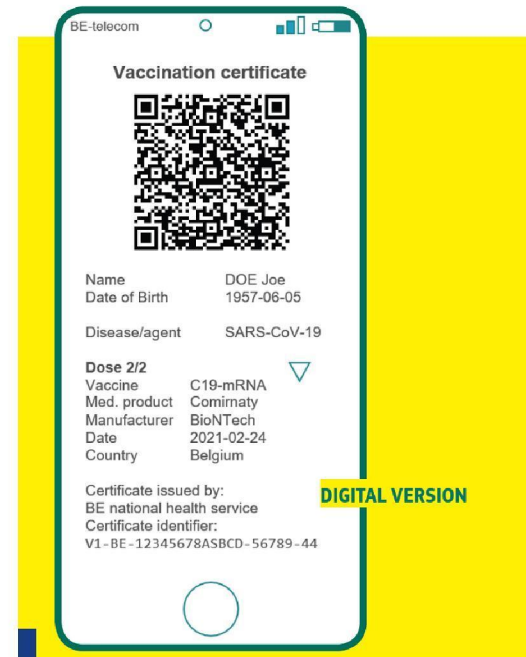 BE-telecom
Vaccination certificate
Name DOE Joe
Date of Birth 1957-06-05
Disease/agent SARS-CoV-19
Dose 2/2
Vaccine C19-mRNA
Med. product Comirnaty
Manufacturer BioNTech
Date 2021-02-24
Country Belgium
Certificate issued by:
BE national health service
Certificate identifier:
V1-BE-12345678ASBCD-56789-44
DIGITAL VERSION